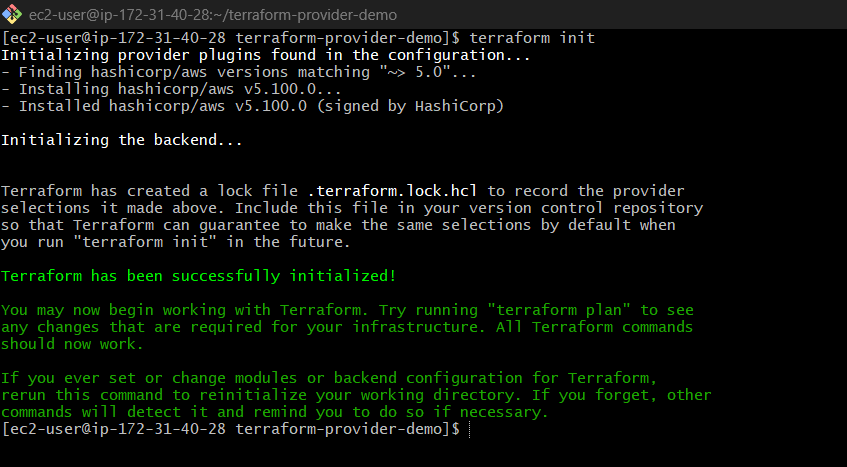 ec2-user@ip-172-31-40-28:~/terraform-provider-demo
[ec2-user@ip-172-31-40-28 terraform-provider-demo]$ terraform init
Initializing provider plugins found in the configuration...
- Finding hashicorp/aws versions matching "~> 5.0"...
- Installing hashicorp/aws v5.100.0...
- Installed hashicorp/aws v5.100.0 (signed by HashiCorp)
Initializing the backend...
Terraform has created a lock file .terraform.lock.hcl to record the provider
selections it made above. Include this file in your version control repository
so that Terraform can guarantee to make the same selections by default when
you run "terraform init" in the future.
Terraform has been successfully initialized!
You may now begin working with Terraform. Try running "terraform plan" to see
any changes that are required for your infrastructure. All Terraform commands
should now work.
If you ever set or change modules or backend configuration for Terraform,
rerun this command to reinitialize your working directory. If you forget, other
commands will detect it and remind you to do so if necessary.
[ec2-user@ip-172-31-40-28 terraform-provider-demo]$